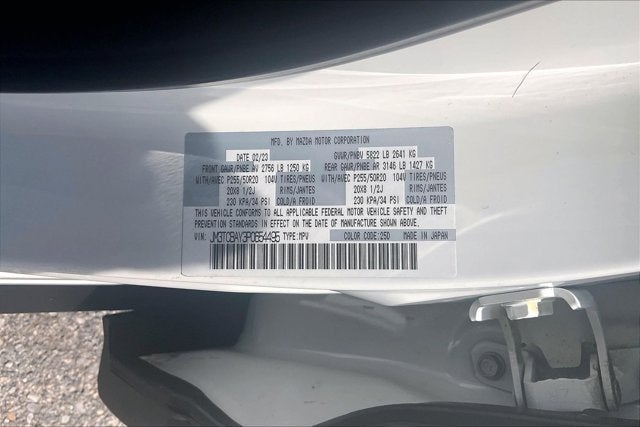 MFD. BY MAZDA MOTOR CORPORATION
DATE 02/23 GVWR/PNBV 5822 LB 2641 KG
FRONT GAWR/PNBE AV 2756 LB 1250 KG REAR GAWR/PNBE AR 3146 LB 1427 KG
WITH/AVEC P255/50R20 104V TIRES/PNEUS WITH/AVEC P255/50R20 104V TIRES/PNEUS
20X8 1/2J RIMS/JANTES 20X8 1/2J RIMS/JANTES
230 KPA/34 PSI COLD/A FROID 230 KPA/34 PSI COLD/A FROID
THIS VEHICLE CONFORMS TO ALL APPLICABLE FEDERAL MOTOR VEHICLE SAFETY AND THEFT
PREVENTION STANDARDS IN EFFECT ON THE DATE OF MANUFACTURE SHOWN ABOVE.
VIN: JM3TCBAY3P0654495 TYPE: MPV COLOR CODE: 25D MADE IN JAPAN